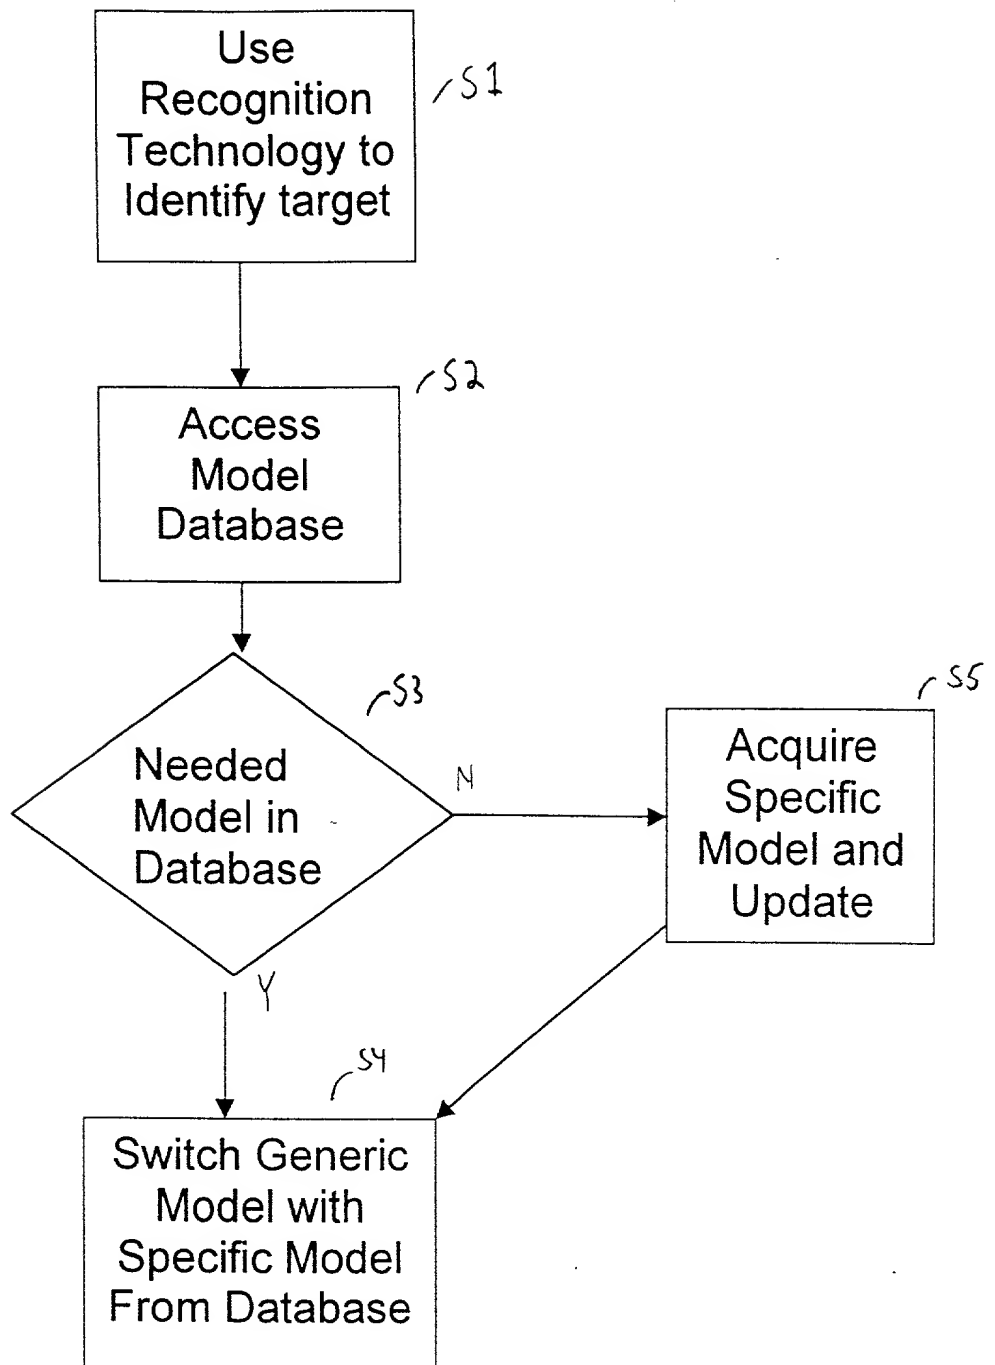 Use
Recognition
Technology to
Identify target
S1
Access
Model
Database
S2
Needed
Model in
Database
S3
N
Y
Acquire
Specific
Model and
Update
S5
Switch Generic
Model with
Specific Model
From Database
S4